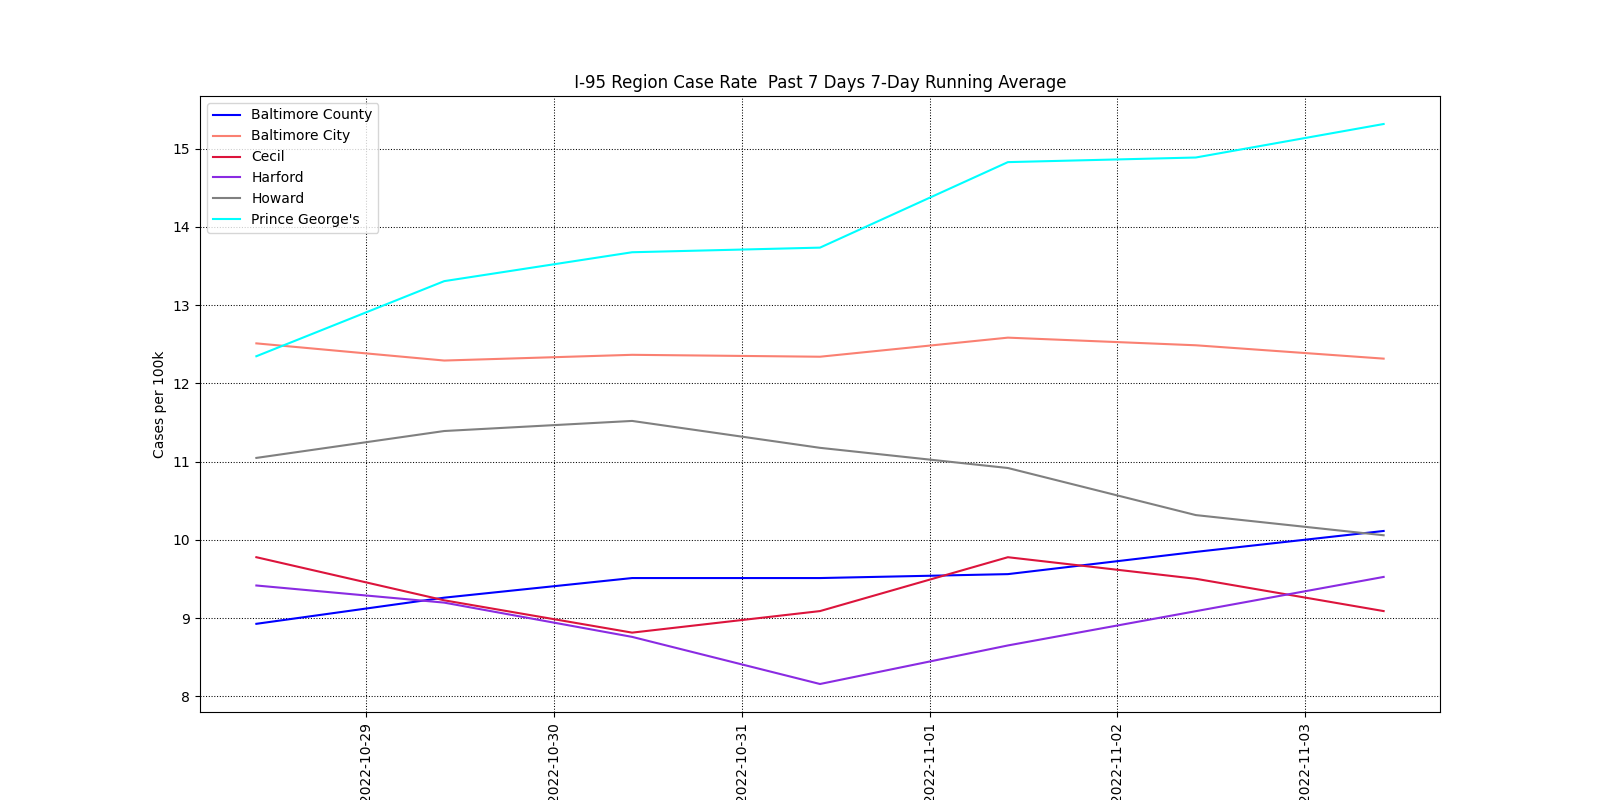 I-95 Region Case Rate  Past 7 Days 7-Day Running Average
Baltimore County
Baltimore City
Cecil
Harford
Howard
Prince George's
Cases per 100k
15
14
13
12
11
10
9
8
2022-10-29
2022-10-30
2022-10-31
2022-11-01
2022-11-02
2022-11-03